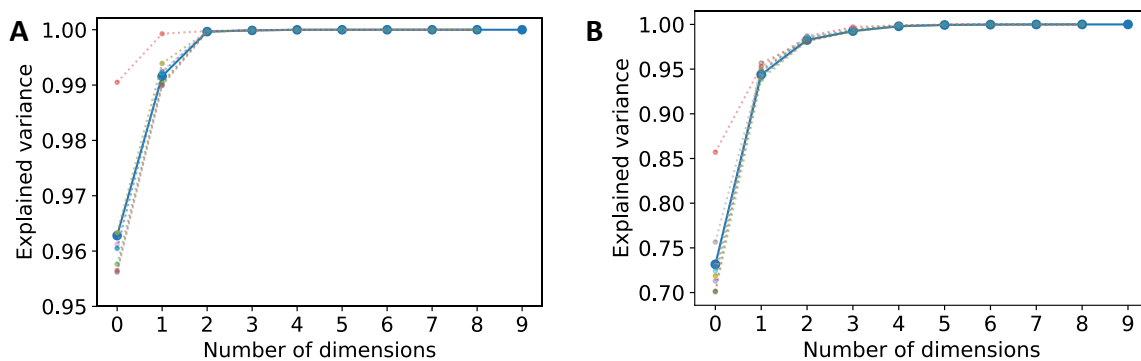 A
Explained variance
1.00
0.99
0.98
0.97
0.96
0.95
0 1 2 3 4 5 6 7 8 9
Number of dimensions
B
Explained variance
1.00
0.95
0.90
0.85
0.80
0.75
0.70
0 1 2 3 4 5 6 7 8 9
Number of dimensions